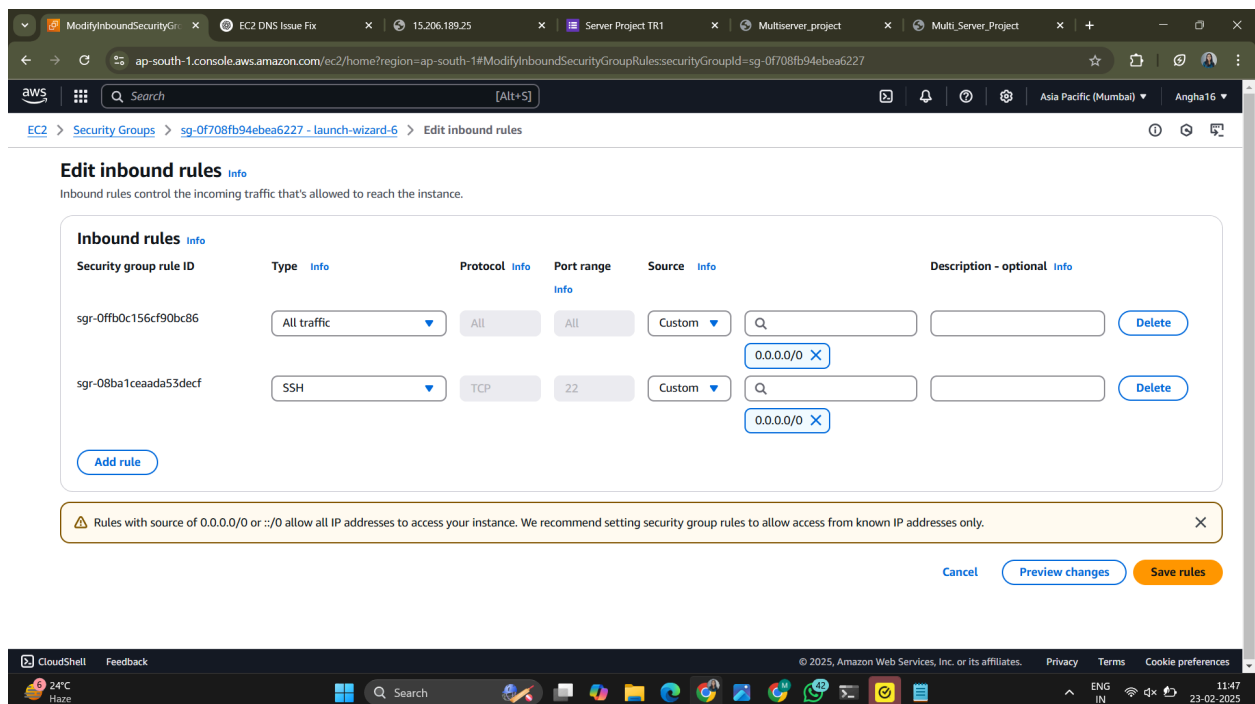 ModifyInboundSecurityGr
EC2 DNS Issue Fix
15.206.189.25
Server Project TR1
Multiserver_project
Multi_Server_Project
ap-south-1.console.aws.amazon.com/ec2/home?region=ap-south-1#ModifyInboundSecurityGroupRules:securityGroupId=sg-0f708fb94ebea6227
aws
Search [Alt+S]
Asia Pacific (Mumbai)
Angha16
EC2 > Security Groups > sg-0f708fb94ebea6227 - launch-wizard-6 > Edit inbound rules
Edit inbound rules Info
Inbound rules control the incoming traffic that's allowed to reach the instance.
Inbound rules Info
Security group rule ID Type Info Protocol Info Port range Info Source Info Description - optional Info
sgr-0ffb0c156cf90bc86 All traffic All All Custom Delete
0.0.0.0/0
sgr-08ba1ceaada53decf SSH TCP 22 Custom Delete
0.0.0.0/0
Add rule
Rules with source of 0.0.0.0/0 or ::/0 allow all IP addresses to access your instance. We recommend setting security group rules to allow access from known IP addresses only.
Cancel Preview changes Save rules
CloudShell Feedback © 2025, Amazon Web Services, Inc. or its affiliates. Privacy Terms Cookie preferences
6 24°C
Haze
Search
M
42
ENG
IN
11:47
23-02-2025